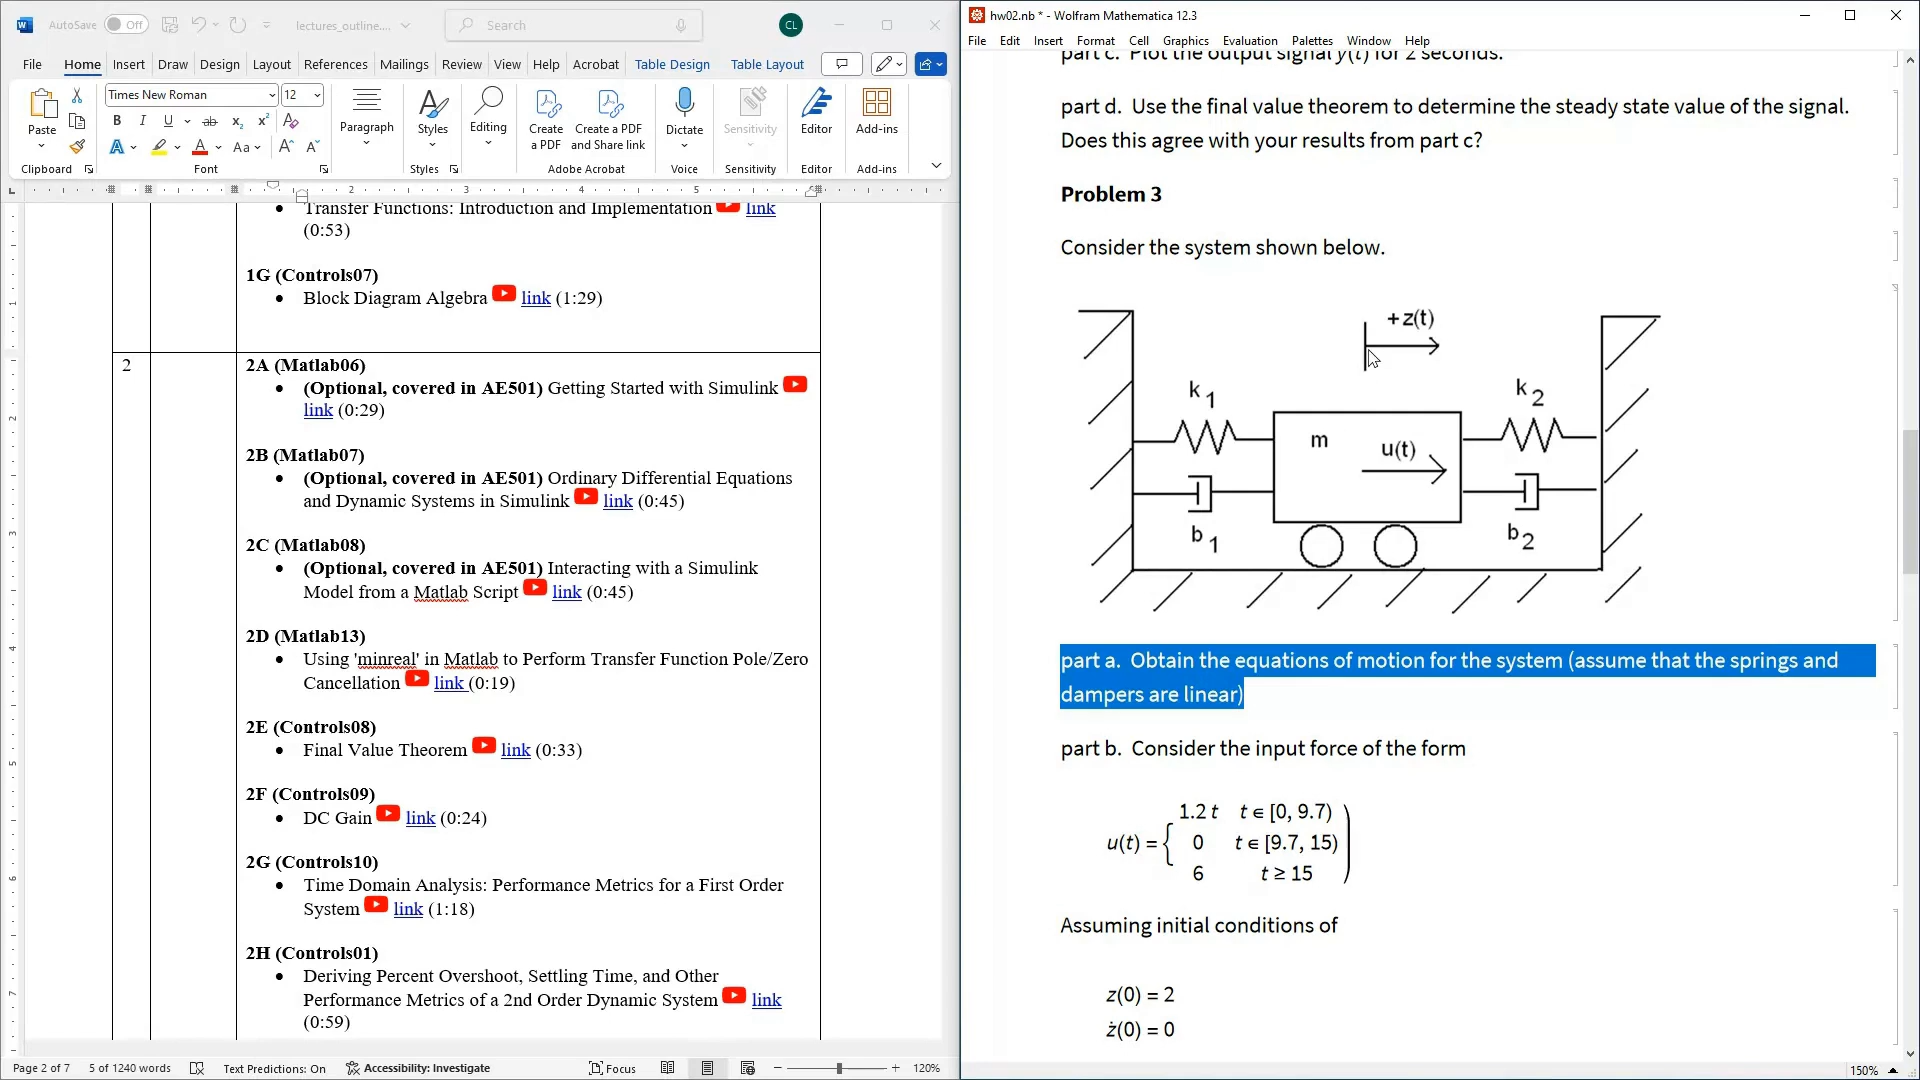 AutoSave Off lectures_outline.... Search CL
File Home Insert Draw Design Layout References Mailings Review View Help Acrobat Table Design Table Layout
Times New Roman 12
Paste Paragraph Styles Editing Create a PDF Create a PDF and Share link Dictate Sensitivity Editor Add-ins
Clipboard Font Styles Adobe Acrobat Voice Sensitivity Editor Add-ins
Transfer Functions: Introduction and Implementation link
(0:53)
1G (Controls07)
• Block Diagram Algebra link (1:29)
2
2A (Matlab06)
• (Optional, covered in AE501) Getting Started with Simulink
link (0:29)
2B (Matlab07)
• (Optional, covered in AE501) Ordinary Differential Equations
and Dynamic Systems in Simulink link (0:45)
2C (Matlab08)
• (Optional, covered in AE501) Interacting with a Simulink
Model from a Matlab Script link (0:45)
2D (Matlab13)
• Using 'minreal' in Matlab to Perform Transfer Function Pole/Zero
Cancellation link (0:19)
2E (Controls08)
• Final Value Theorem link (0:33)
2F (Controls09)
• DC Gain link (0:24)
2G (Controls10)
• Time Domain Analysis: Performance Metrics for a First Order
System link (1:18)
2H (Controls01)
• Deriving Percent Overshoot, Settling Time, and Other
Performance Metrics of a 2nd Order Dynamic System link
(0:59)
Page 2 of 7 5 of 1240 words Text Predictions: On Accessibility: Investigate Focus 120%
hw02.nb * - Wolfram Mathematica 12.3
File Edit Insert Format Cell Graphics Evaluation Palettes Window Help
part c. Plot the output signal y(t) for 2 seconds.
part d. Use the final value theorem to determine the steady state value of the signal.
Does this agree with your results from part c?
Problem 3
Consider the system shown below.
+z(t)
k1 k2
m u(t)
b1 b2
part a. Obtain the equations of motion for the system (assume that the springs and
dampers are linear)
part b. Consider the input force of the form
1.2 t t ∈ [0, 9.7)
u(t) = { 0 t ∈ [9.7, 15) )
6 t ≥ 15
Assuming initial conditions of
z(0) = 2
ż(0) = 0
150%